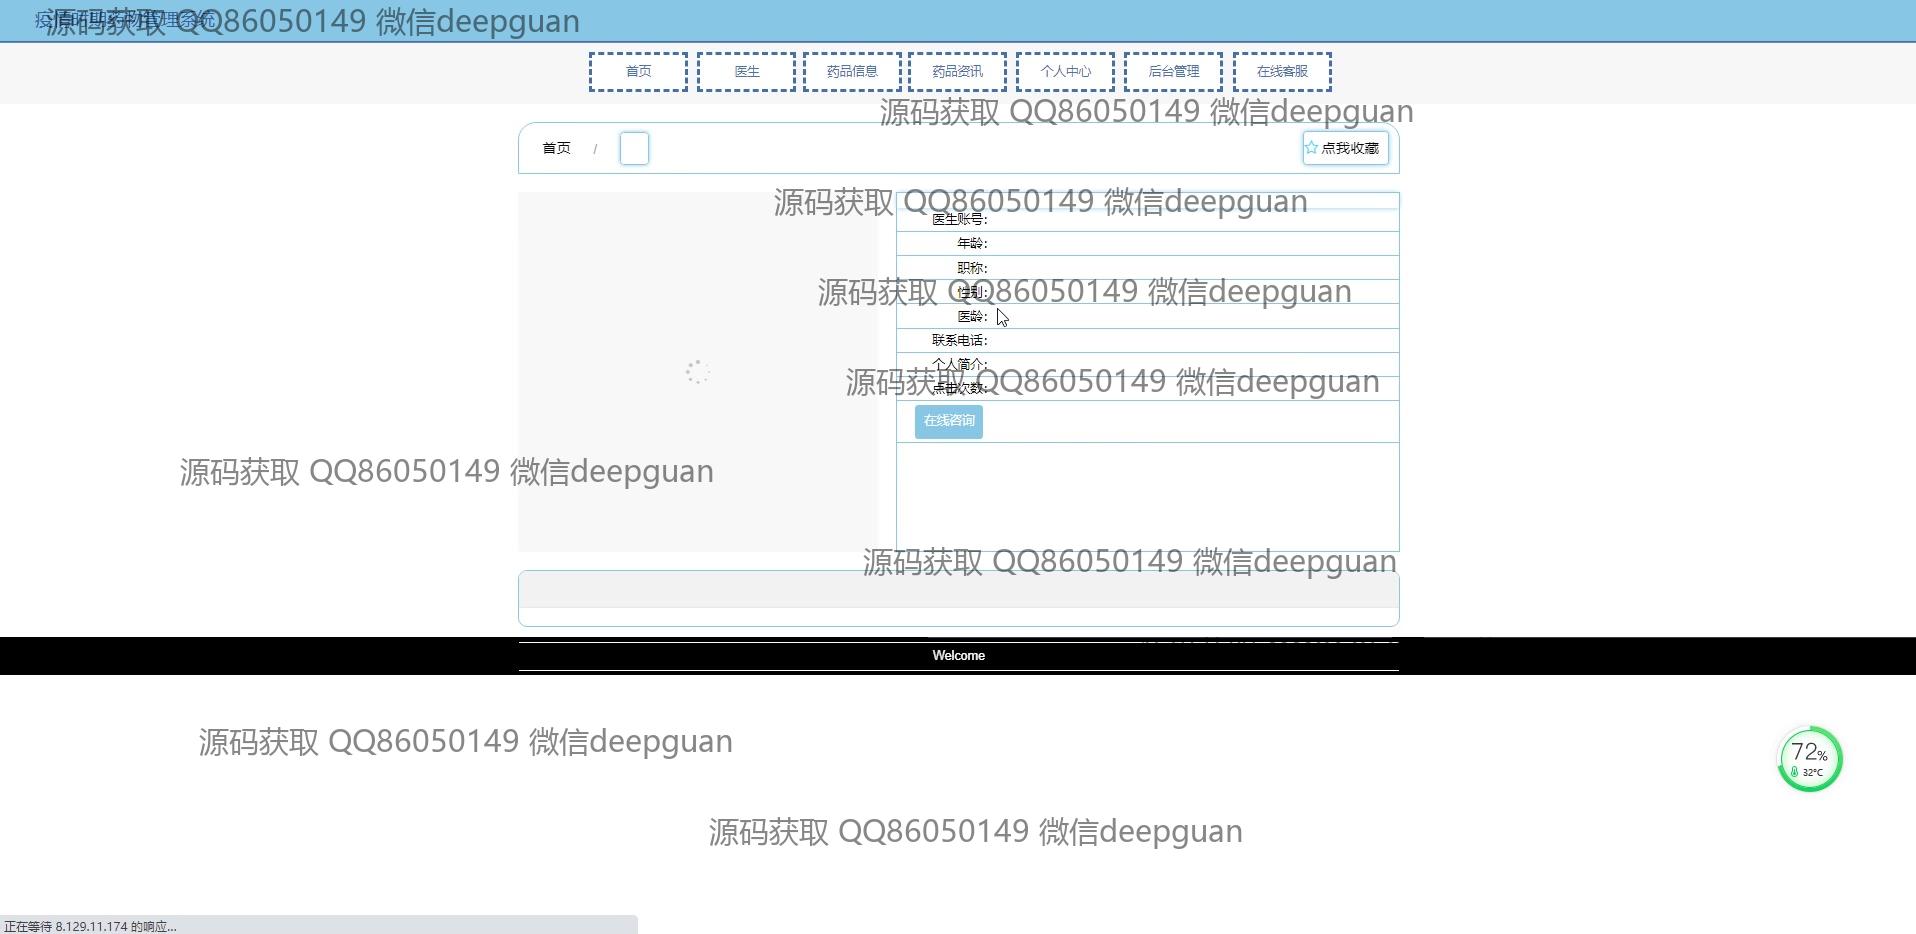 疫情时期药物管理系统
源码获取 QQ86050149 微信deepguan
首页 医生 药品信息 药品资讯 个人中心 后台管理 在线客服
源码获取 QQ86050149 微信deepguan
首页 / 点我收藏
源码获取 QQ86050149 微信deepguan
医生账号:
年龄:
职称:
源码获取 QQ86050149 微信deepguan
性别:
医龄:
联系电话:
个人简介:
源码获取 QQ86050149 微信deepguan
点击次数:
在线咨询
源码获取 QQ86050149 微信deepguan
源码获取 QQ86050149 微信deepguan
Welcome
源码获取 QQ86050149 微信deepguan
72%
32°C
源码获取 QQ86050149 微信deepguan
正在等待 8.129.11.174 的响应...